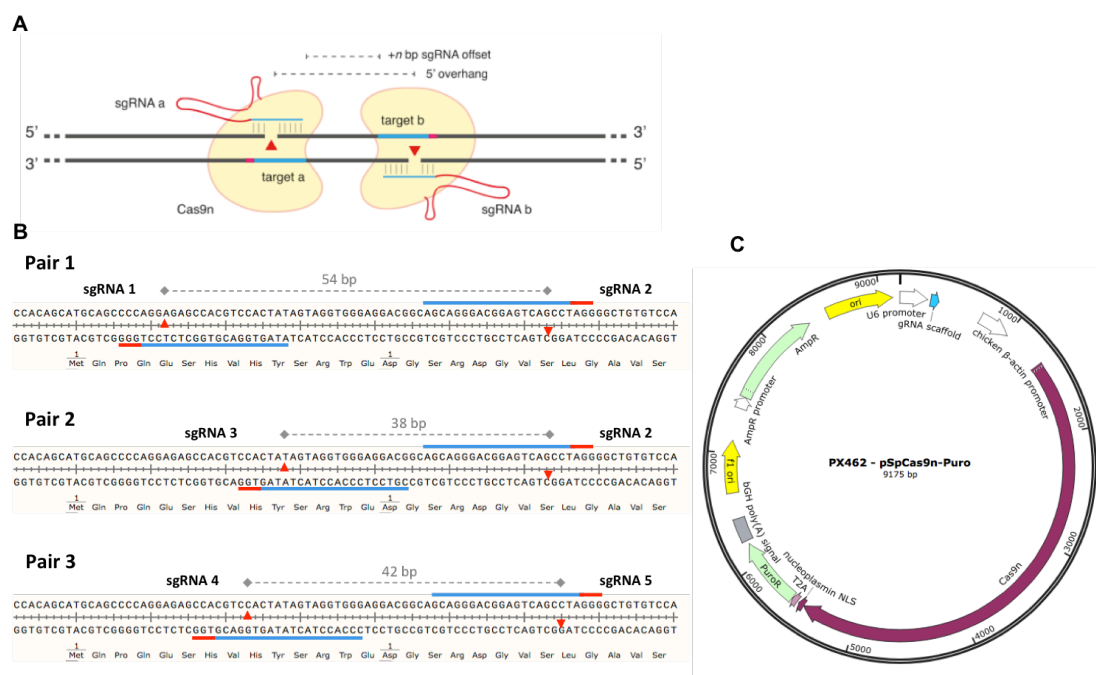 A
+n bp sgRNA offset
5' overhang
sgRNA a
target b
5'
3'
3'
5'
target a
Cas9n
sgRNA b
B
Pair 1
54 bp
sgRNA 1
sgRNA 2
CCACAGCATGCAGCCCCAGGAGAGCCACGTCCACTATAGTAGGTGGGAGGACGGCAGCAGGGACGGAGTCAGCCTAGGGGCTGTGTCCA
GGTGTCGTACGTCGGGGTCCTCTCGGTGCAGGTGATATCATCCACCCTCCTGCCGTCGTCCCTGCCTCAGTCGGATCCCCGACACAGGT
1 1
Met Gln Pro Gln Glu Ser His Val His Tyr Ser Arg Trp Glu Asp Gly Ser Arg Asp Gly Val Ser Leu Gly Ala Val Ser
Pair 2
38 bp
sgRNA 3
sgRNA 2
CCACAGCATGCAGCCCCAGGAGAGCCACGTCCACTATAGTAGGTGGGAGGACGGCAGCAGGGACGGAGTCAGCCTAGGGGCTGTGTCCA
GGTGTCGTACGTCGGGGTCCTCTCGGTGCAGGTGATATCATCCACCCTCCTGCCGTCGTCCCTGCCTCAGTCGGATCCCCGACACAGGT
1 1
Met Gln Pro Gln Glu Ser His Val His Tyr Ser Arg Trp Glu Asp Gly Ser Arg Asp Gly Val Ser Leu Gly Ala Val Ser
Pair 3
42 bp
sgRNA 4
sgRNA 5
CCACAGCATGCAGCCCCAGGAGAGCCACGTCCACTATAGTAGGTGGGAGGACGGCAGCAGGGACGGAGTCAGCCTAGGGGCTGTGTCCA
GGTGTCGTACGTCGGGGTCCTCTCGGTGCAGGTGATATCATCCACCCTCCTGCCGTCGTCCCTGCCTCAGTCGGATCCCCGACACAGGT
1 1
Met Gln Pro Gln Glu Ser His Val His Tyr Ser Arg Trp Glu Asp Gly Ser Arg Asp Gly Val Ser Leu Gly Ala Val Ser
C
9000
ori
U6 promoter
gRNA scaffold
1000
chicken β-actin promoter
8000
AmpR
AmpR promoter
2000
7000
f1 ori
PX462 - pSpCas9n-Puro
9175 bp
bGH poly(A) signal
nucleoplasmin NLS
T2A
PuroR
6000
Cas9n
3000
5000
4000